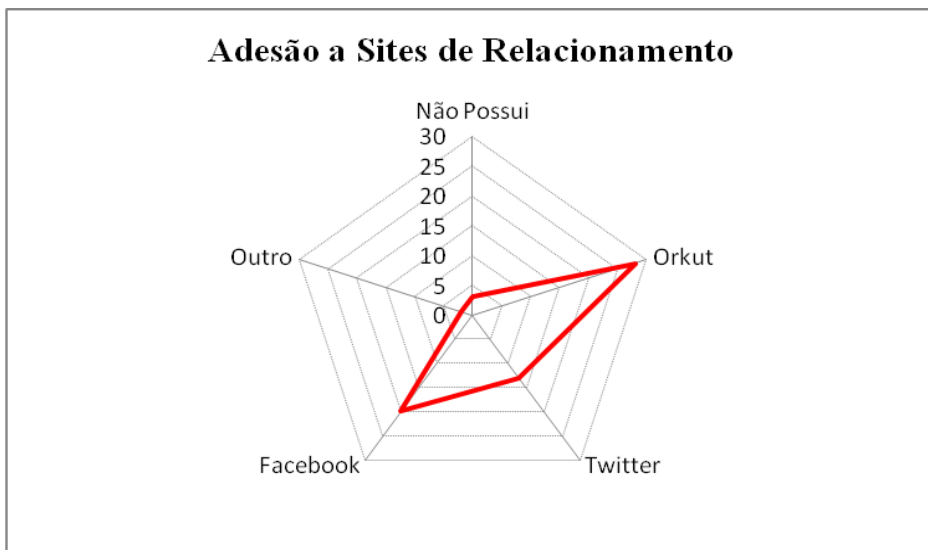 Adesão a Sites de Relacionamento
Não Possui
30
25
20
15
10
5
0
Outro
Orkut
Facebook
Twitter